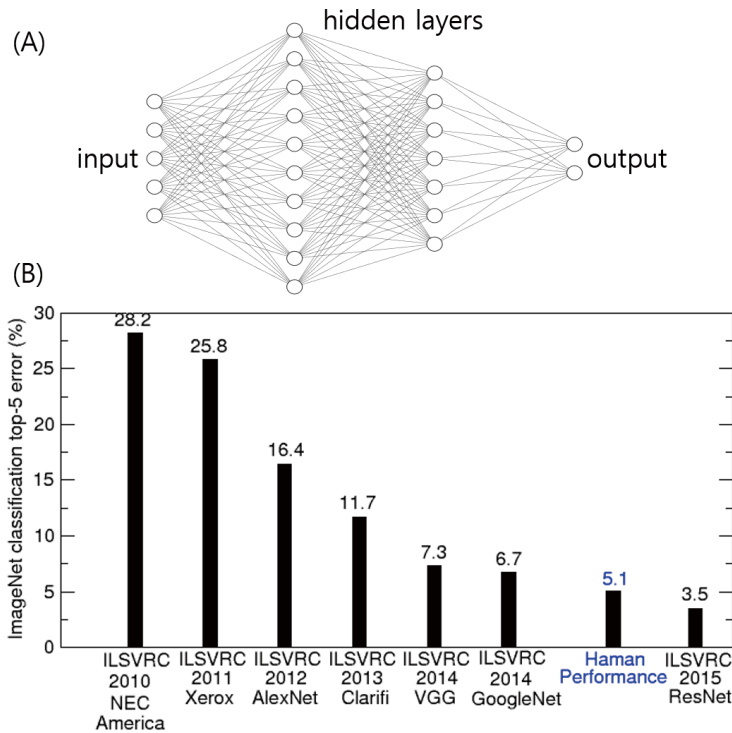 (A)
hidden layers
input
output
(B)
ImageNet classification top-5 error (%)
30
25
20
15
10
5
0
28.2
25.8
16.4
11.7
7.3
6.7
5.1
3.5
ILSVRC
2010
NEC
America
ILSVRC
2011
Xerox
ILSVRC
2012
AlexNet
ILSVRC
2013
Clarifi
ILSVRC
2014
VGG
ILSVRC
2014
GoogleNet
Haman
Performance
ILSVRC
2015
ResNet